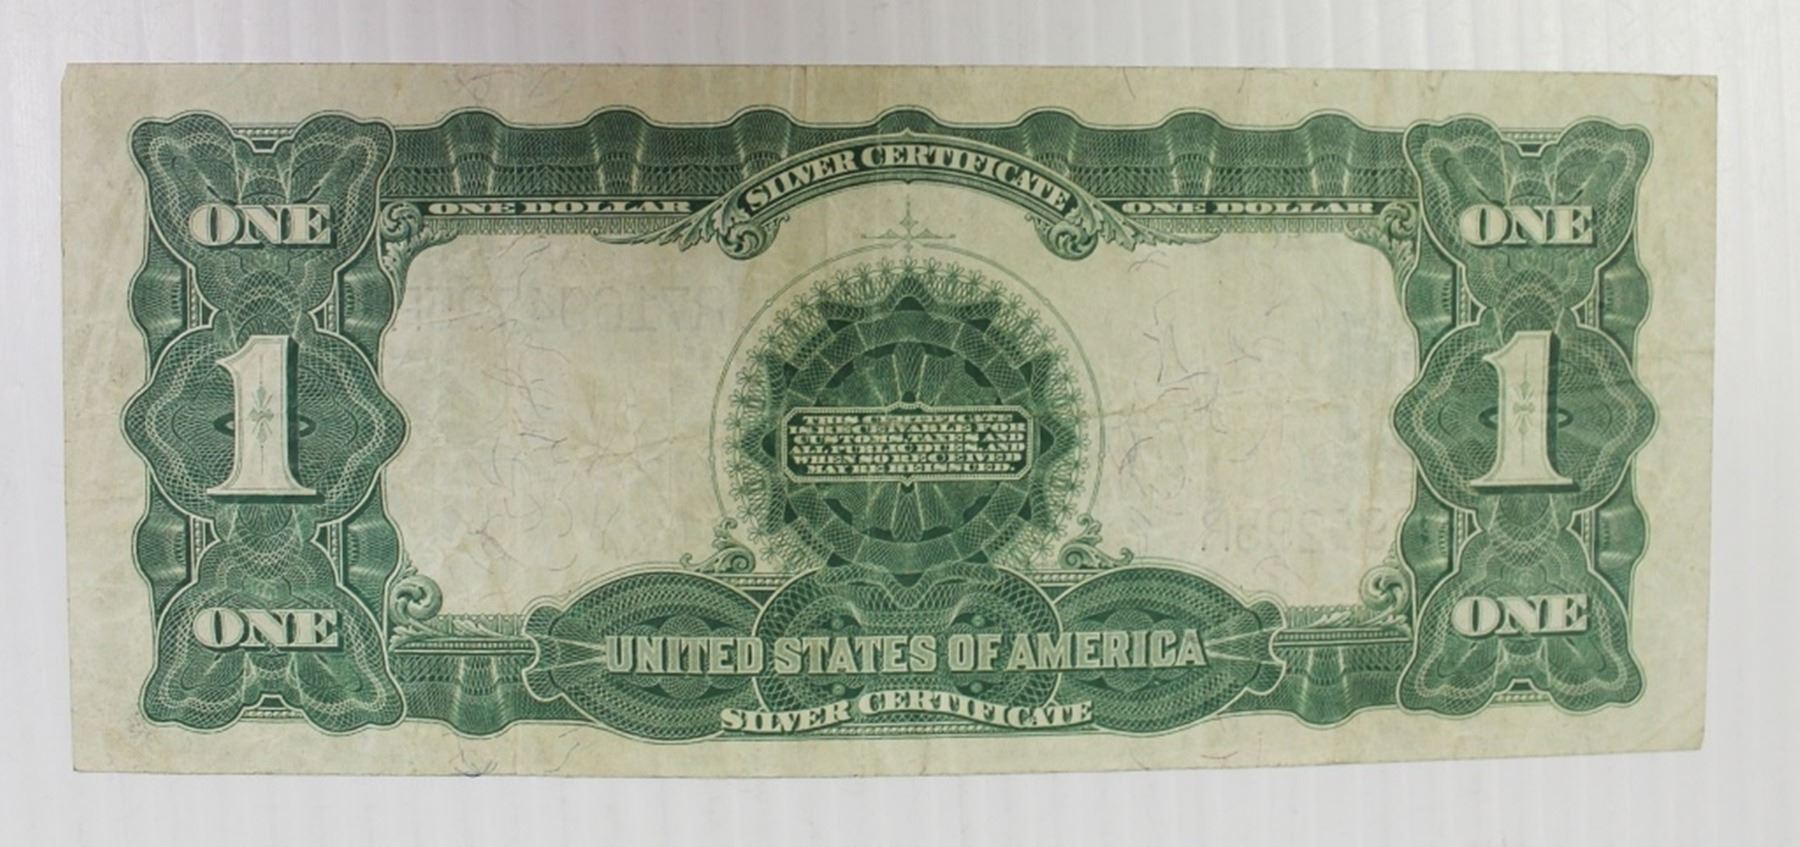 SILVER CERTIFICATE
ONE DOLLAR ONE DOLLAR
ONE ONE
1 1
THIS CERTIFICATE
IS RECEIVABLE FOR
CUSTOMS, TAXES AND
ALL PUBLIC DUES, AND
WHEN SO RECEIVED
MAY BE REISSUED.
ONE ONE
UNITED STATES OF AMERICA
SILVER CERTIFICATE